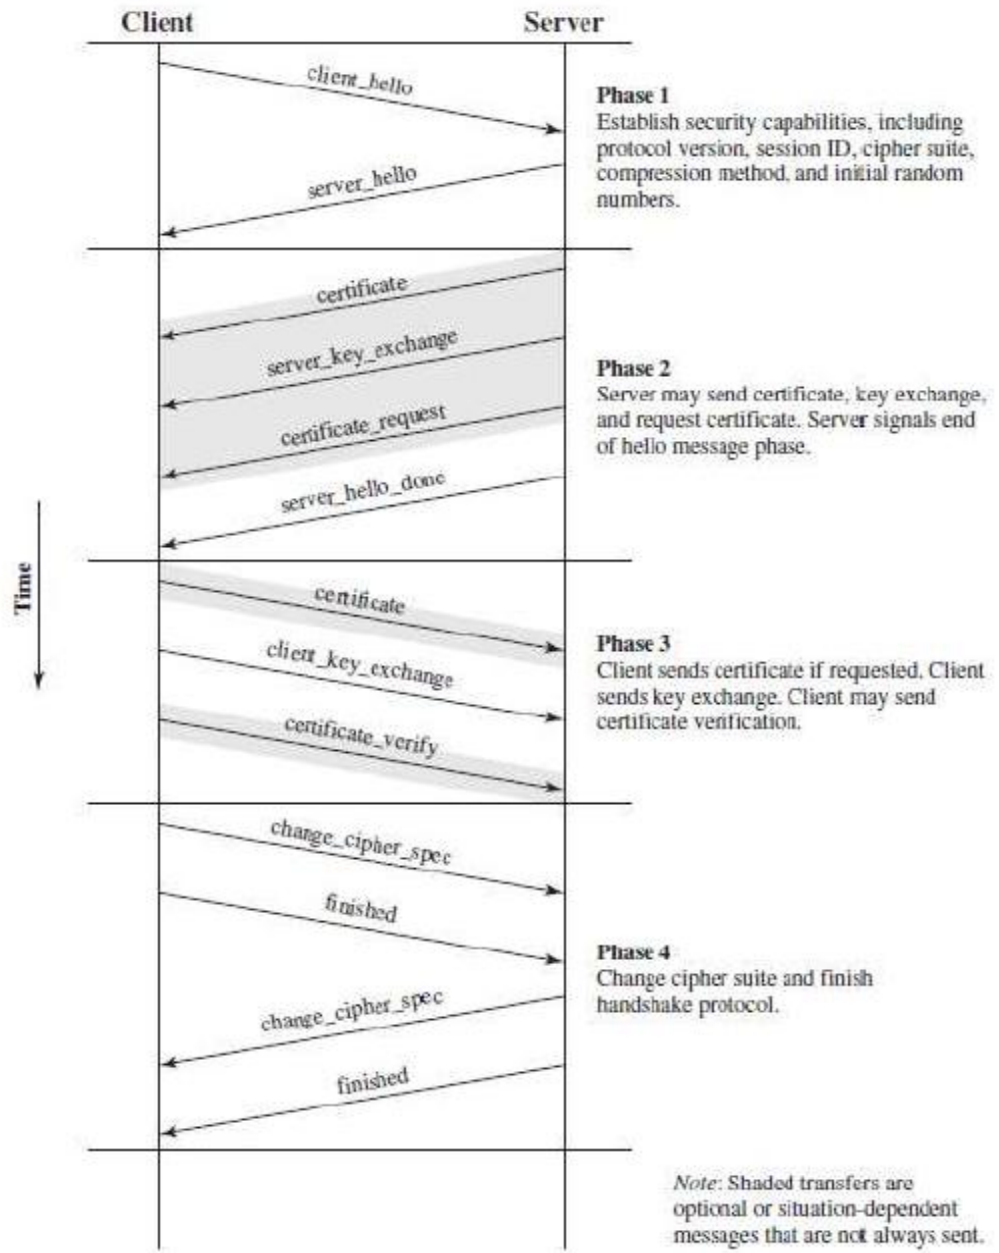 Client
Server
client_hello
Phase 1
Establish security capabilities, including
protocol version, session ID, cipher suite,
compression method, and initial random
numbers.
server_hello
certificate
server_key_exchange
certificate_request
server_hello_done
Phase 2
Server may send certificate, key exchange,
and request certificate. Server signals end
of hello message phase.
Time
certificate
client_key_exchange
certificate_verify
Phase 3
Client sends certificate if requested. Client
sends key exchange. Client may send
certificate verification.
change_cipher_spec
finished
change_cipher_spec
finished
Phase 4
Change cipher suite and finish
handshake protocol.
Note: Shaded transfers are
optional or situation-dependent
messages that are not always sent.